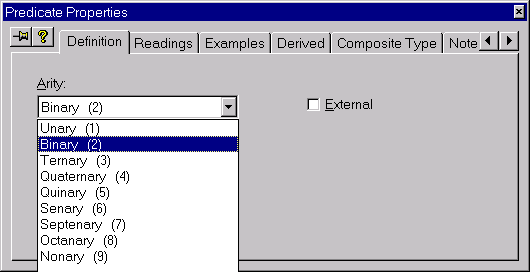 Predicate Properties
Definition Readings Examples Derived Composite Type Note
Arity:
Binary (2)
External
Unary (1)
Binary (2)
Ternary (3)
Quaternary (4)
Quinary (5)
Senary (6)
Septenary (7)
Octanary (8)
Nonary (9)